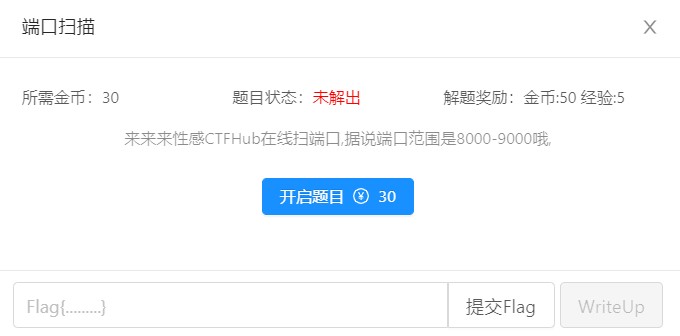 端口扫描
所需金币：30 题目状态：未解出 解题奖励：金币:50 经验:5
来来来性感CTFHub在线扫端口,据说端口范围是8000-9000哦,
开启题目 30
Flag{.........} 提交Flag WriteUp